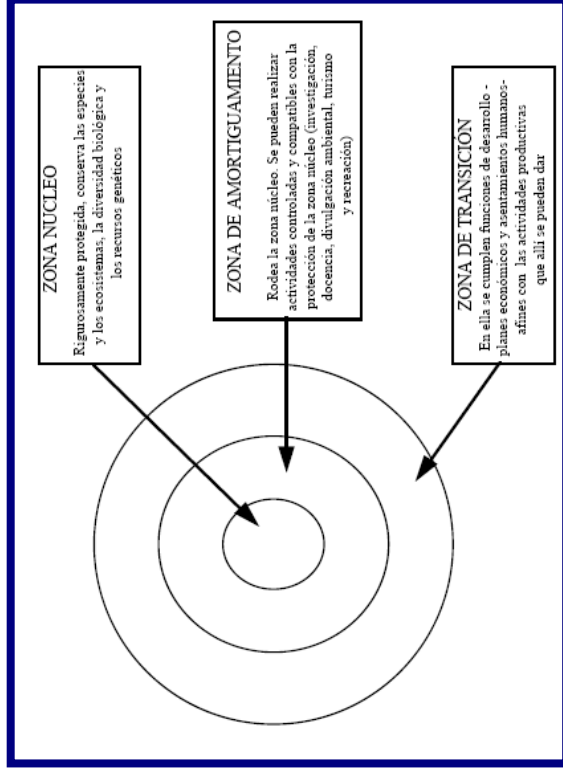 ZONA NUCLEO
Rigurosamente protegida, conserva las especies
y los ecosistemas, la diversidad biológica y
los recursos genéticos
ZONA DE AMORTIGUAMIENTO
Rodea la zona núcleo. Se pueden realizar
actividades controladas y compatibles con la
protección de la zona núcleo (investigación,
docencia, divulgación ambiental, turismo
y recreación)
ZONA DE TRANSICIÓN
En ella se cumplen funciones de desarrollo -
planes económicos y asentamientos humanos-
afines con las actividades productivas
que allí se pueden dar